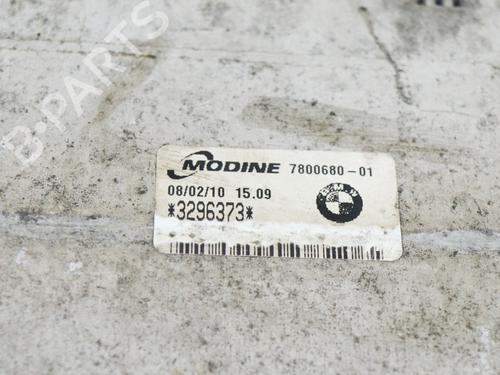 B-PARTS
MODINE 7800680-01
08/02/10 15.09
*3296373*
BMW